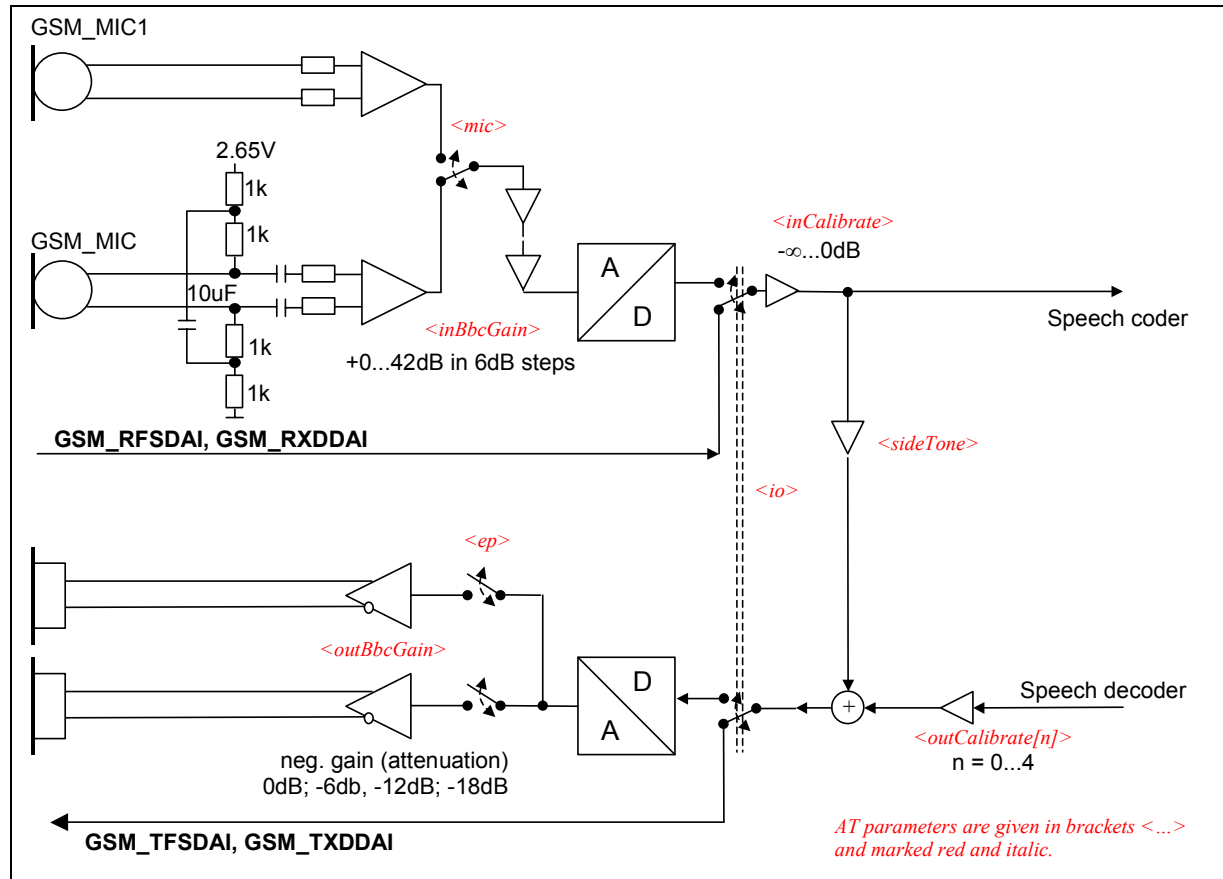 GSM_MIC1
<mic>
2.65V
1k
1k
GSM_MIC
10uF
1k
1k
<inBbcGain>
+0...42dB in 6dB steps
A
D
<inCalibrate>
-∞...0dB
Speech coder
GSM_RFSDAI, GSM_RXDDAI
<sideTone>
<io>
<ep>
<outBbcGain>
D
A
neg. gain (attenuation)
0dB; -6db, -12dB; -18dB
+
Speech decoder
<outCalibrate[n]>
n = 0...4
GSM_TFSDAI, GSM_TXDDAI
AT parameters are given in brackets <...>
and marked red and italic.